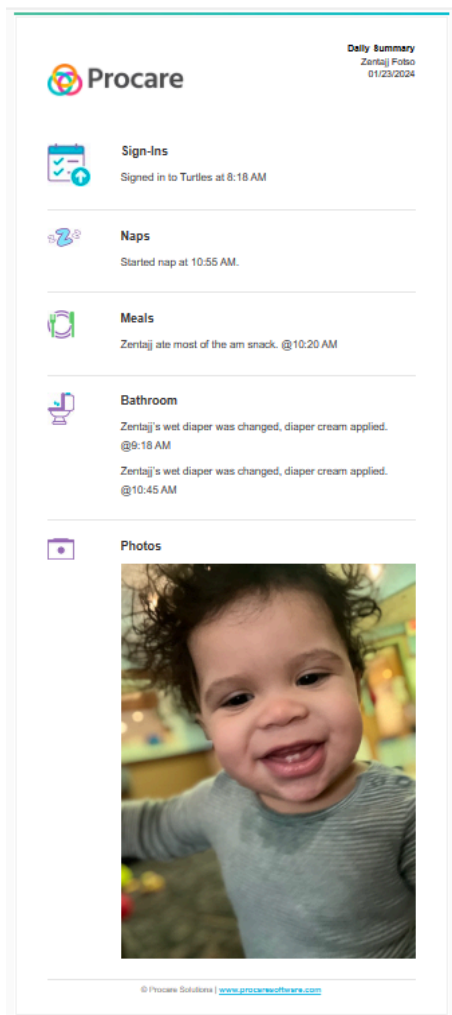 Daily Summary
Zentajj Fotso
01/23/2024
Procare
Sign-Ins
Signed in to Turtles at 8:18 AM
Naps
Started nap at 10:55 AM.
Meals
Zentajj ate most of the am snack. @10:20 AM
Bathroom
Zentajj's wet diaper was changed, diaper cream applied.
@9:18 AM
Zentajj's wet diaper was changed, diaper cream applied.
@10:45 AM
Photos
© Procare Solutions | www.procaresoftware.com